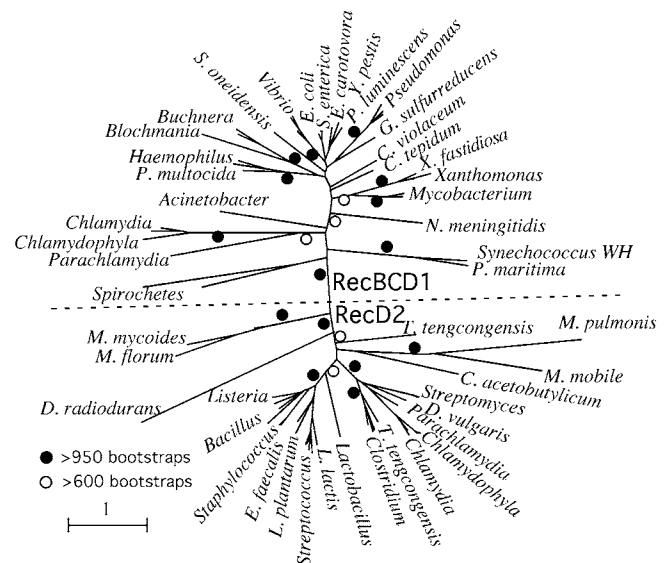 S. oneidensis
Vibrio
E. coli
S. enterica
E. carotovora
Y. pestis
P. luminescens
Pseudomonas
G. sulfurreducens
C. violaceum
C. tepidum
X. fastidiosa
Xanthomonas
Mycobacterium
N. meningitidis
Synechococcus WH
P. maritima
Buchnera
Blochmania
Haemophilus
P. multocida
Acinetobacter
Chlamydia
Chlamydophyla
Parachlamydia
Spirochetes
RecBCD1
RecD2
M. mycoides
M. florum
D. radiodurans
T. tengcongensis
M. pulmonis
M. mobile
C. acetobutylicum
Streptomyces
D. vulgaris
Parachlamydia
Chlamydophyla
Chlamydia
T. tengcongensis
Clostridium
Lactobacillus
L. lactis
Streptococcus
L. plantarum
E. faecalis
Staphylococcus
Bacillus
Listeria
>950 bootstraps
>600 bootstraps
1